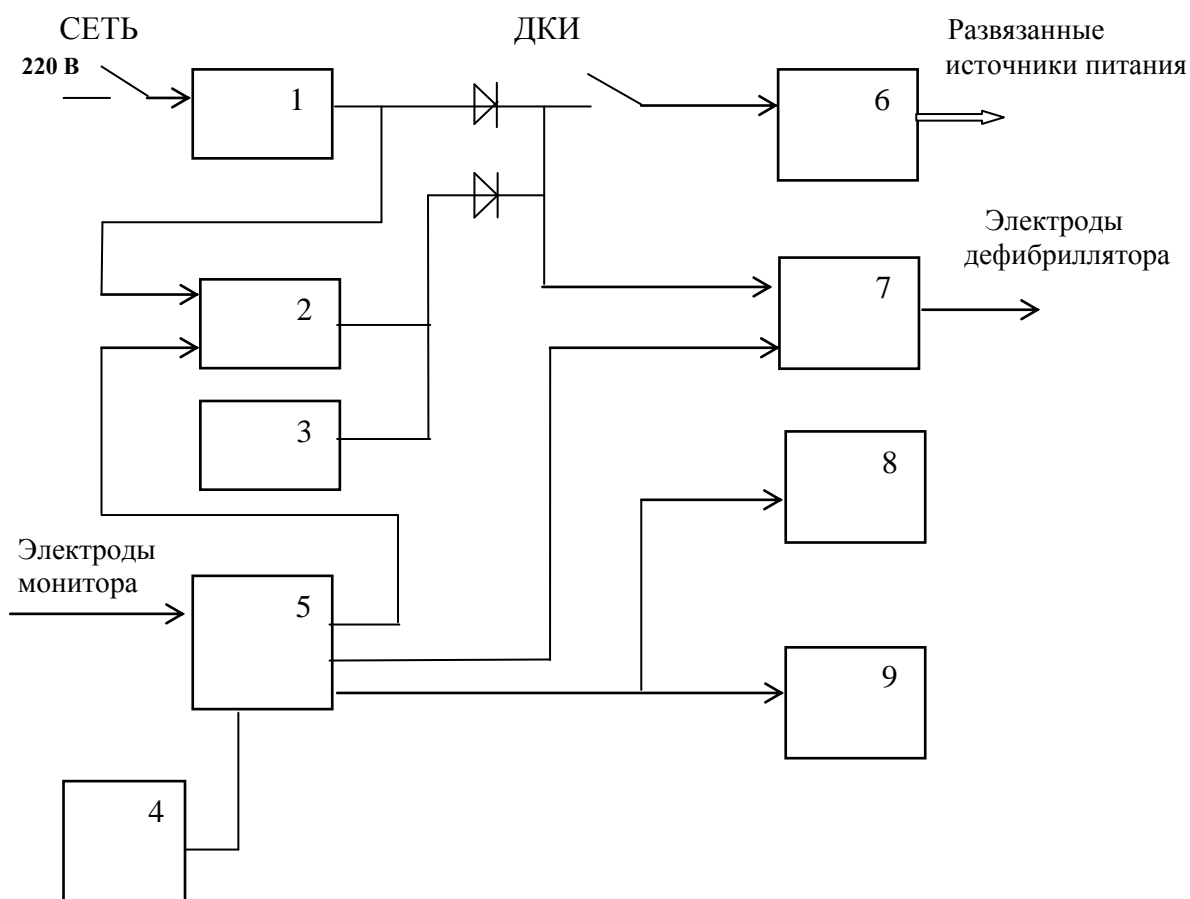 СЕТЬ
220 В
ДКИ
Развязанные
источники питания
1
6
Электроды
дефибриллятора
2
7
3
8
Электроды
монитора
5
9
4